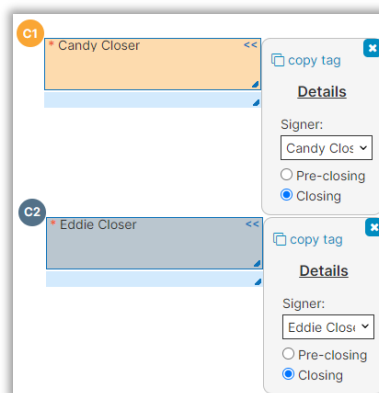 C1
* Candy Closer <<
copy tag
Details
Signer:
Candy Clos
Pre-closing
Closing
C2
* Eddie Closer <<
copy tag
Details
Signer:
Eddie Close
Pre-closing
Closing